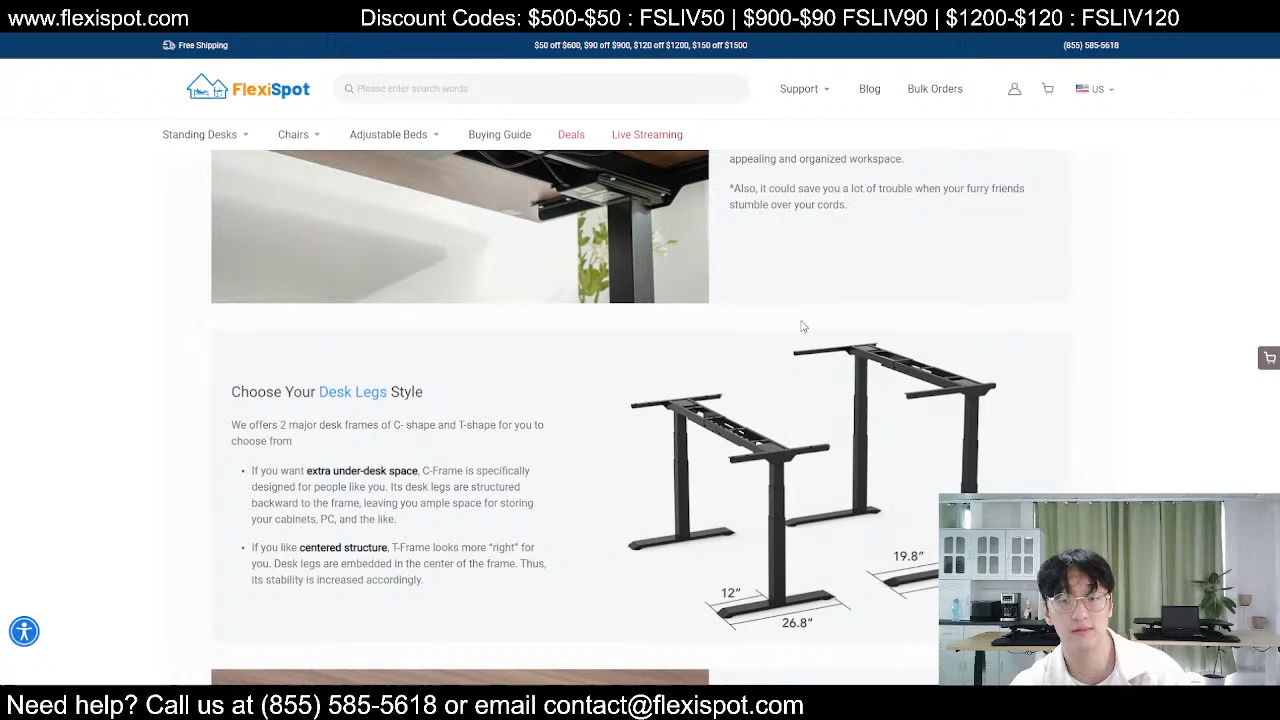 www.flexispot.com
Discount Codes: $500-$50 : FSLIV50 | $900-$90 FSLIV90 | $1200-$120 : FSLIV120
Free Shipping
$50 off $600, $90 off $900, $120 off $1200, $150 off $1500
(855) 585-5618
FlexiSpot
Please enter search words
Support
Blog
Bulk Orders
US
Standing Desks
Chairs
Adjustable Beds
Buying Guide
Deals
Live Streaming
appealing and organized workspace.
*Also, it could save you a lot of trouble when your furry friends
stumble over your cords.
Choose Your Desk Legs Style
We offers 2 major desk frames of C- shape and T-shape for you to
choose from
• If you want extra under-desk space, C-Frame is specifically
designed for people like you. Its desk legs are structured
backward to the frame, leaving you ample space for storing
your cabinets, PC, and the like.
• If you like centered structure, T-Frame looks more “right” for
you. Desk legs are embedded in the center of the frame. Thus,
its stability is increased accordingly.
19.8”
12”
26.8”
Need help? Call us at (855) 585-5618 or email contact@flexispot.com